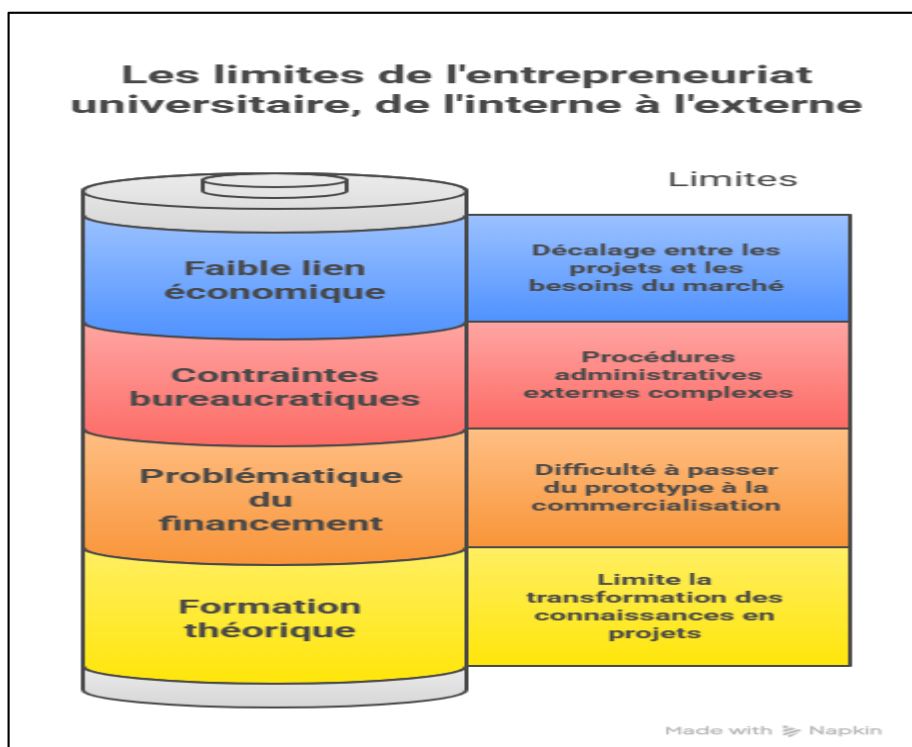 Les limites de l'entrepreneuriat
universitaire, de l'interne à l'externe
Limites
Faible lien
économique
Décalage entre les
projets et les
besoins du marché
Contraintes
bureaucratiques
Procédures
administratives
externes complexes
Problématique
du
financement
Difficulté à passer
du prototype à la
commercialisation
Formation
théorique
Limite la
transformation des
connaissances en
projets
Made with Napkin